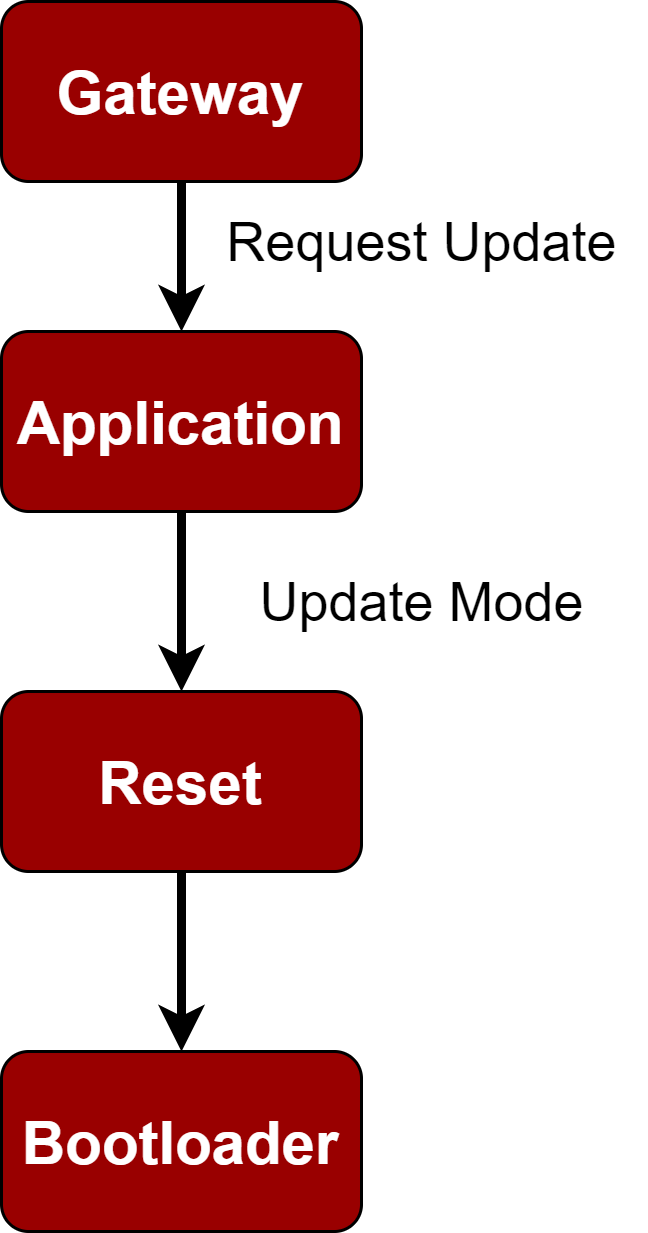 Gateway
Request Update
Application
Update Mode
Reset
Bootloader